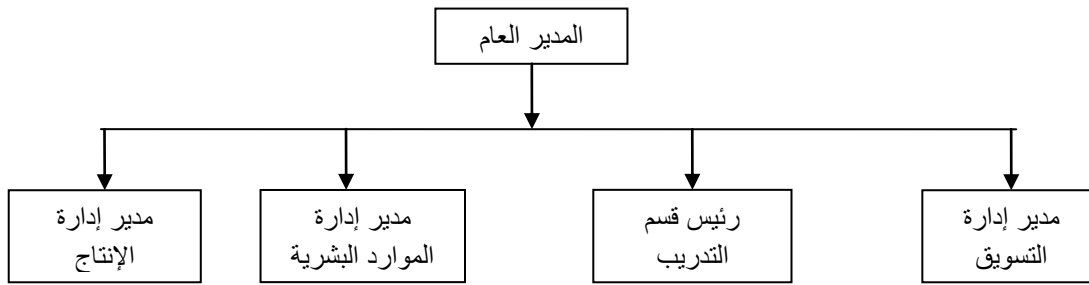 المدير العام
مدير إدارة
التسويق
رئيس قسم
التدريب
مدير إدارة
الموارد البشرية
مدير إدارة
الإنتاج